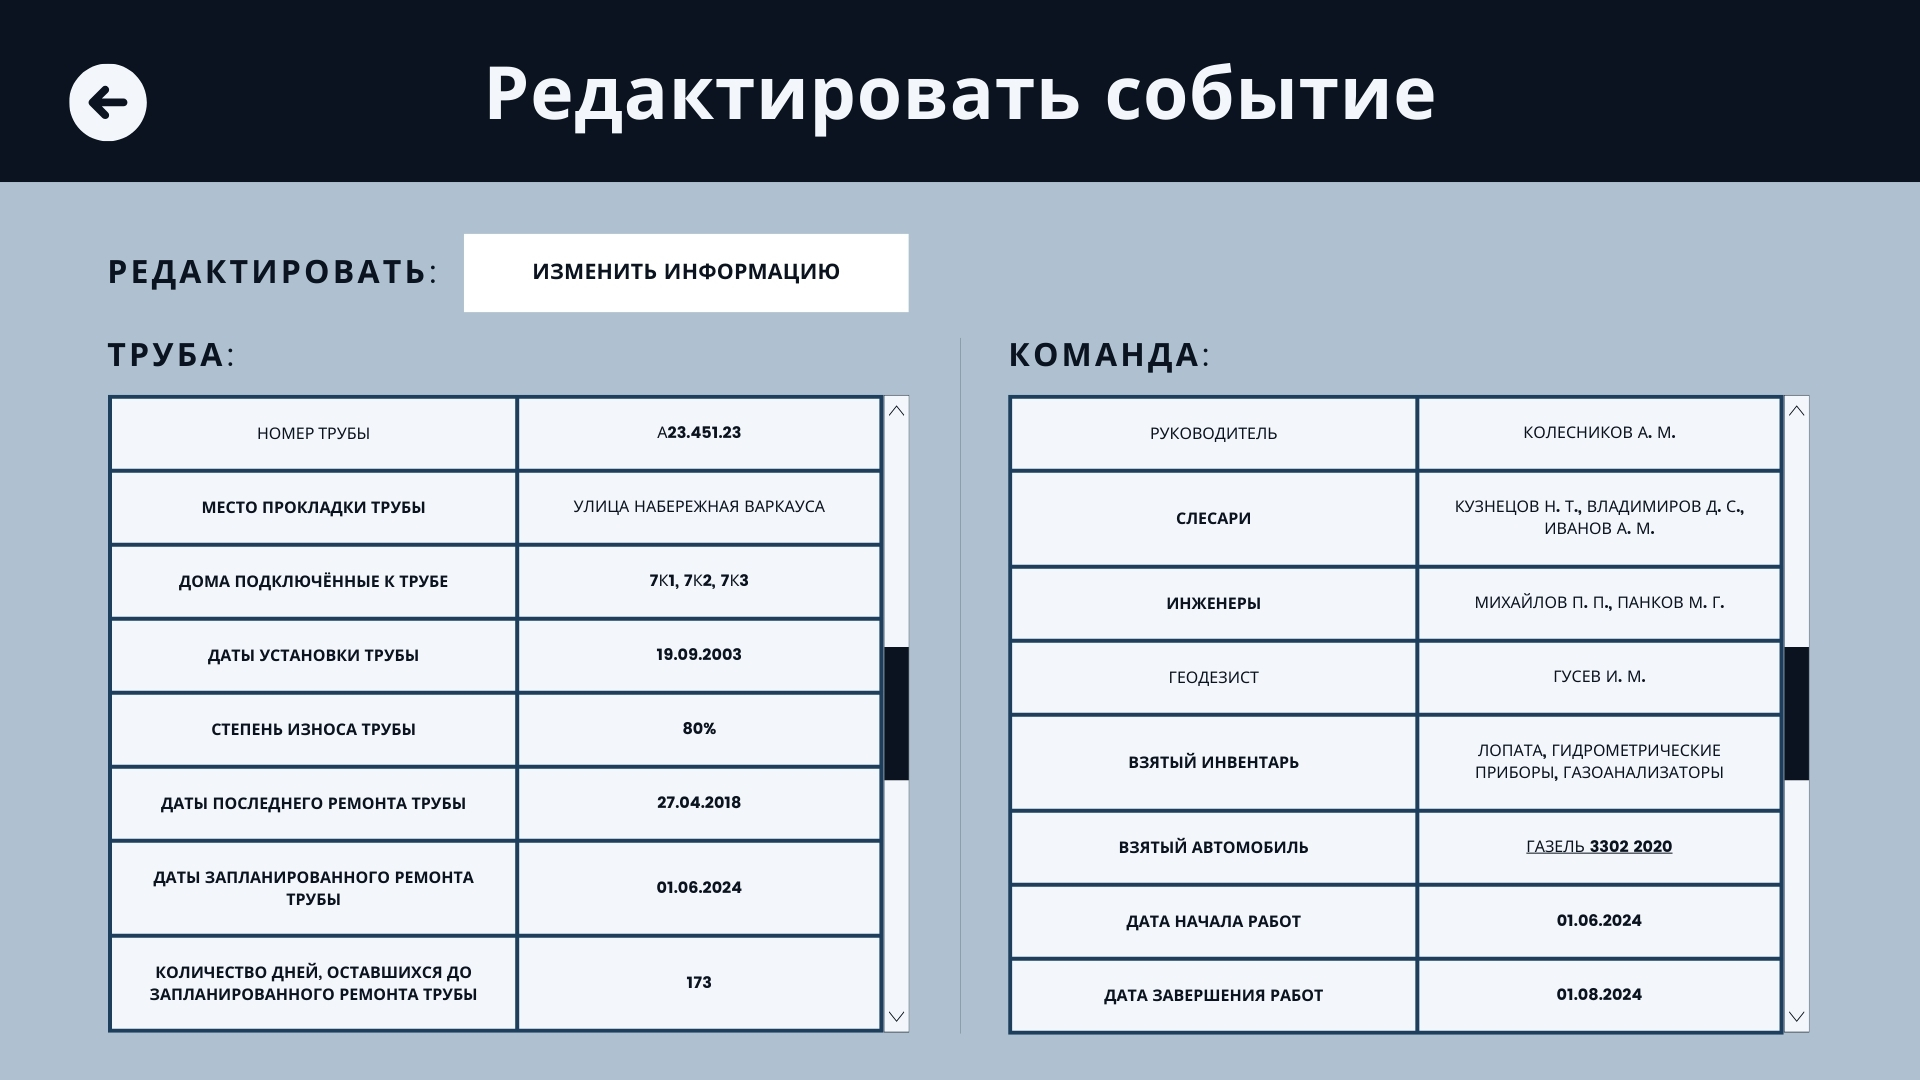 Редактировать событие
РЕДАКТИРОВАТЬ:
ИЗМЕНИТЬ ИНФОРМАЦИЮ
ТРУБА:
НОМЕР ТРУБЫ
А23.451.23
МЕСТО ПРОКЛАДКИ ТРУБЫ
УЛИЦА НАБЕРЕЖНАЯ ВАРКАУСА
ДОМА ПОДКЛЮЧЁННЫЕ К ТРУБЕ
7К1, 7К2, 7К3
ДАТЫ УСТАНОВКИ ТРУБЫ
19.09.2003
СТЕПЕНЬ ИЗНОСА ТРУБЫ
80%
ДАТЫ ПОСЛЕДНЕГО РЕМОНТА ТРУБЫ
27.04.2018
ДАТЫ ЗАПЛАНИРОВАННОГО РЕМОНТА
ТРУБЫ
01.06.2024
КОЛИЧЕСТВО ДНЕЙ, ОСТАВШИХСЯ ДО
ЗАПЛАНИРОВАННОГО РЕМОНТА ТРУБЫ
173
КОМАНДА:
РУКОВОДИТЕЛЬ
КОЛЕСНИКОВ А. М.
СЛЕСАРИ
КУЗНЕЦОВ Н. Т., ВЛАДИМИРОВ Д. С.,
ИВАНОВ А. М.
ИНЖЕНЕРЫ
МИХАЙЛОВ П. П., ПАНКОВ М. Г.
ГЕОДЕЗИСТ
ГУСЕВ И. М.
ВЗЯТЫЙ ИНВЕНТАРЬ
ЛОПАТА, ГИДРОМЕТРИЧЕСКИЕ
ПРИБОРЫ, ГАЗОАНАЛИЗАТОРЫ
ВЗЯТЫЙ АВТОМОБИЛЬ
ГАЗЕЛЬ 3302 2020
ДАТА НАЧАЛА РАБОТ
01.06.2024
ДАТА ЗАВЕРШЕНИЯ РАБОТ
01.08.2024